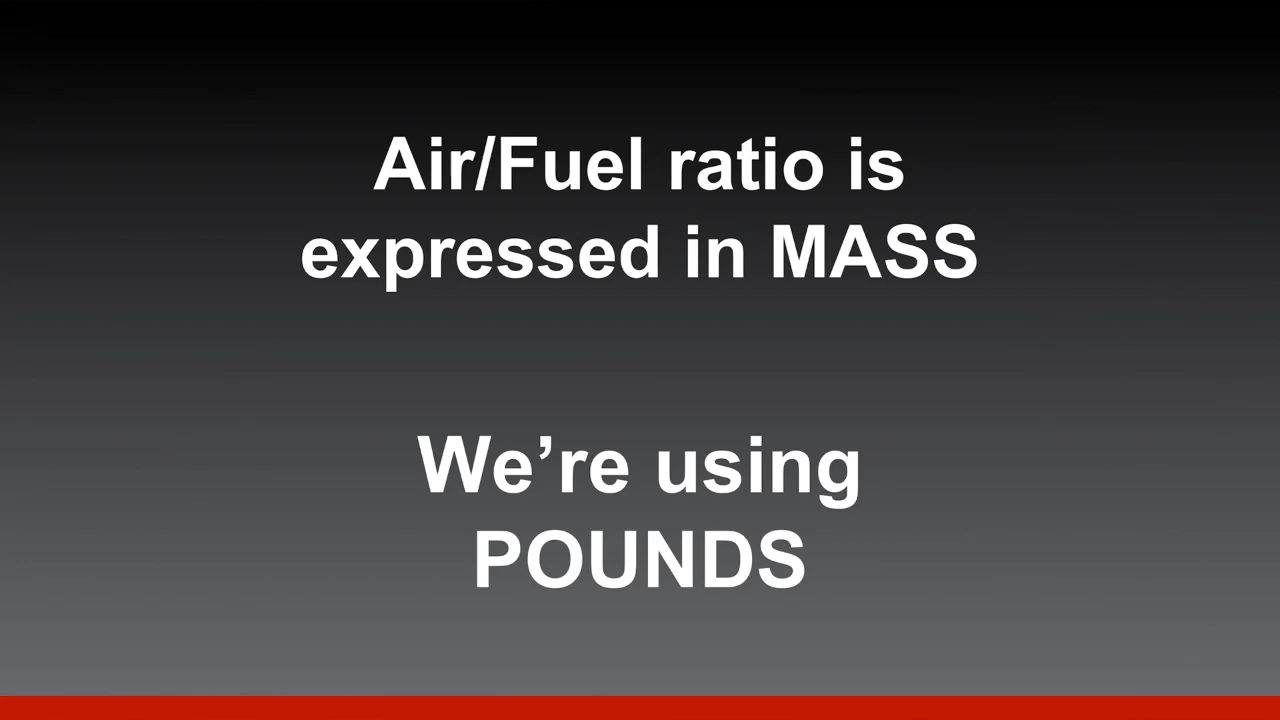 Air/Fuel ratio is
expressed in MASS
We’re using
POUNDS